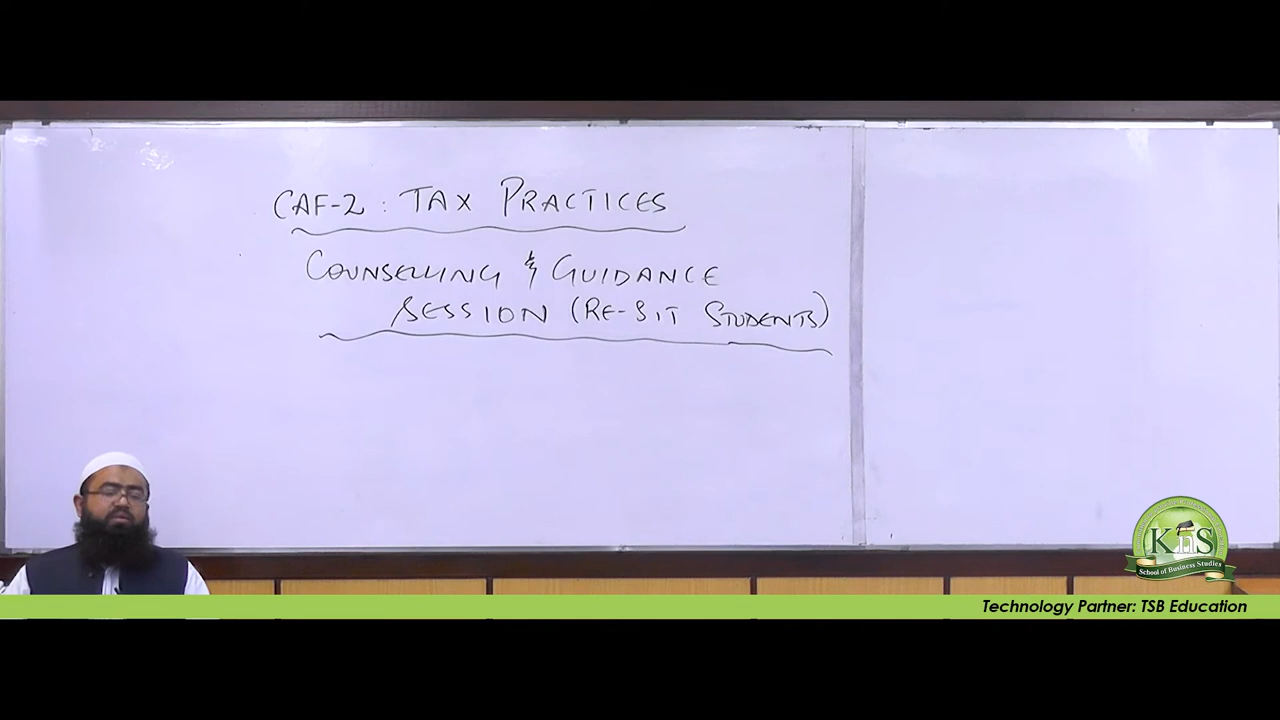 CAF-2: TAX PRACTICES
COUNSELLING & GUIDANCE
SESSION (RE-SIT STUDENTS)
KnS
School of Business Studies
Technology Partner: TSB Education